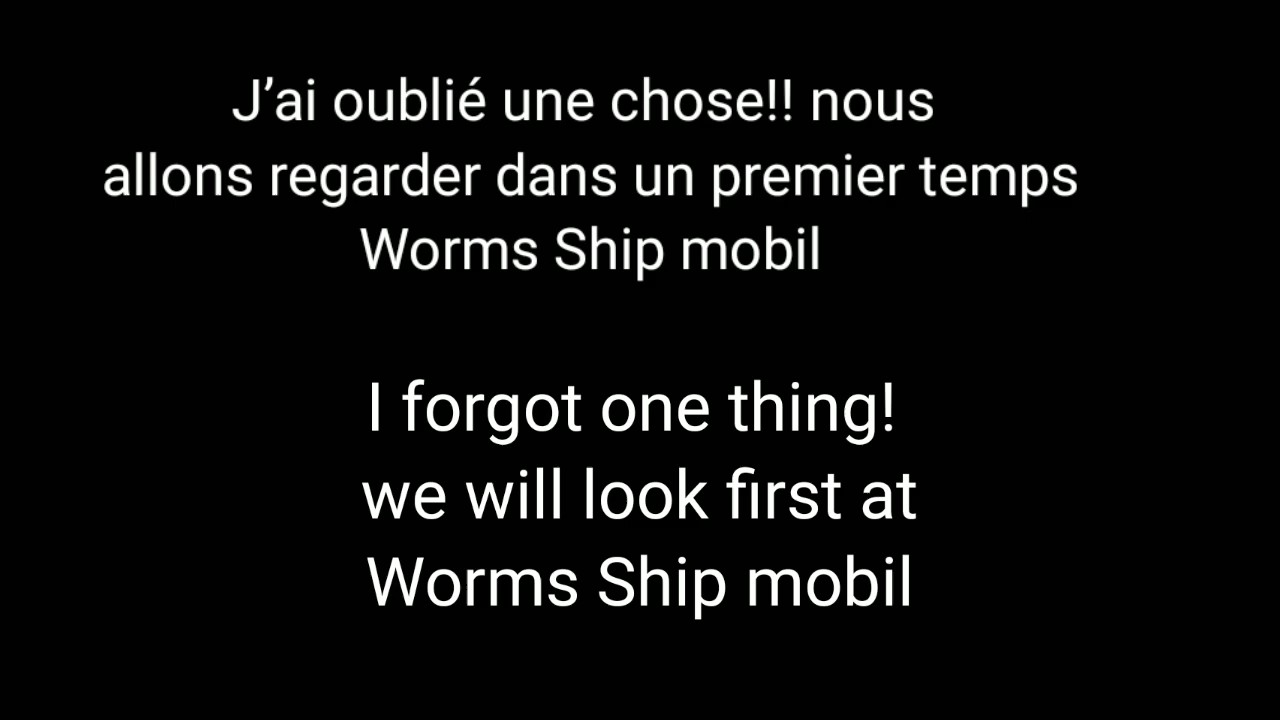 J’ai oublié une chose!! nous
allons regarder dans un premier temps
Worms Ship mobil
I forgot one thing!
we will look first at
Worms Ship mobil